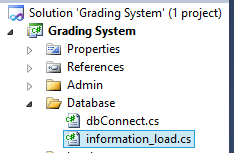 Solution 'Grading System' (1 project)
Grading System
Properties
References
Admin
Database
dbConnect.cs
information_load.cs